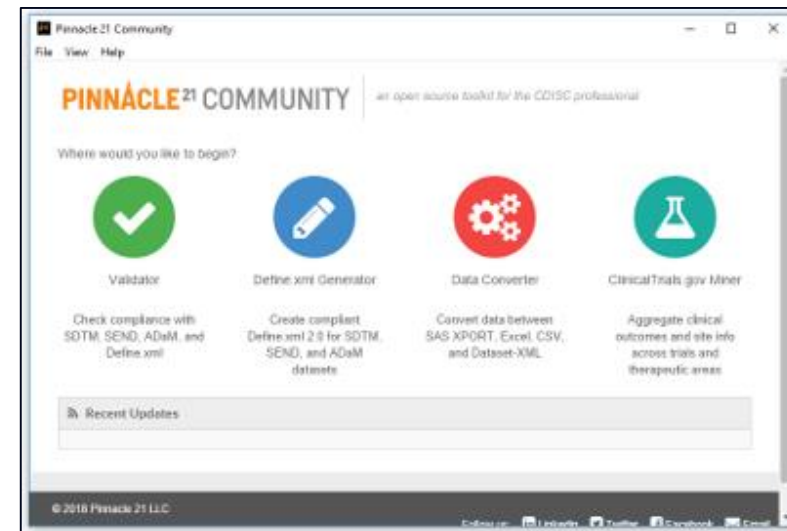 Pinnacle 21 Community
File View Help
PINNACLE 21 COMMUNITY
an open source toolkit for the CDISC professional
Where would you like to begin?
Validator
Define.xml Generator
Data Converter
ClinicalTrials.gov Miner
Check compliance with
SDTM, SEND, ADaM, and
Define.xml
Create compliant
Define.xml 2.0 for SDTM,
SEND, and ADaM
datasets
Convert data between
SAS XPORT, Excel, CSV,
and Dataset-XML
Aggregate clinical
outcomes and site info
across trials and
therapeutic areas
Recent Updates
© 2016 Pinnacle 21 LLC
Follow us: LinkedIn Twitter Facebook Email